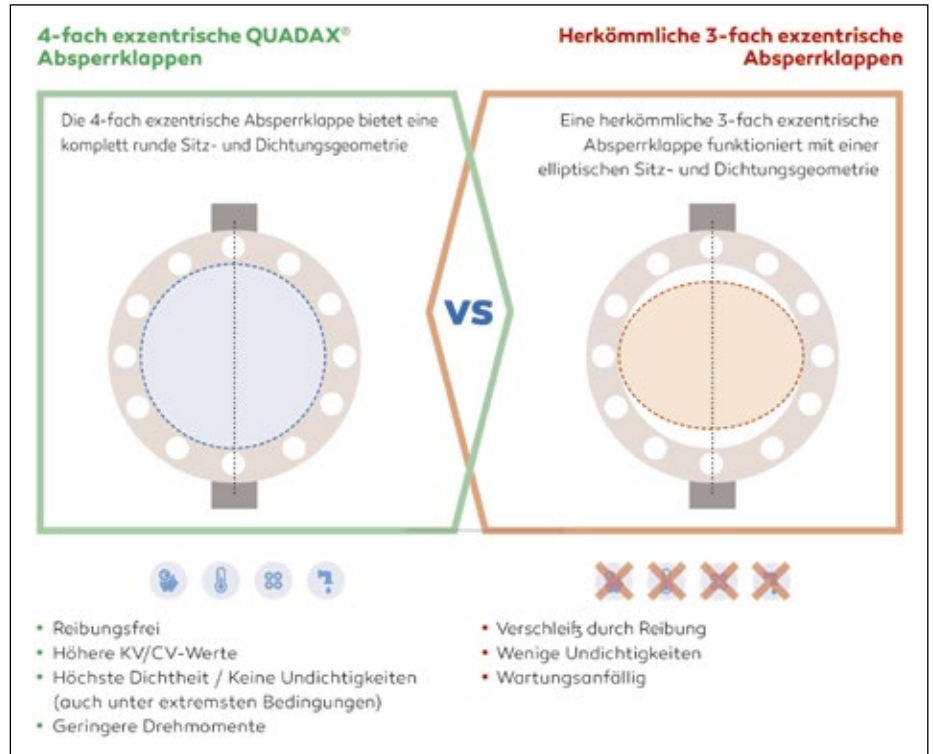 4-fach exzentrische QUADAX®
Absperrklappen
Herkömmliche 3-fach exzentrische
Absperrklappen
Die 4-fach exzentrische Absperrklappe bietet eine
komplett runde Sitz- und Dichtungsgeometrie
Eine herkömmliche 3-fach exzentrische
Absperrklappe funktioniert mit einer
elliptischen Sitz- und Dichtungsgeometrie
VS
• Reibungsfrei
• Höhere KV/CV-Werte
• Höchste Dichtheit / Keine Undichtigkeiten
(auch unter extremsten Bedingungen)
• Geringere Drehmomente
• Verschleiß durch Reibung
• Wenige Undichtigkeiten
• Wartungsanfällig